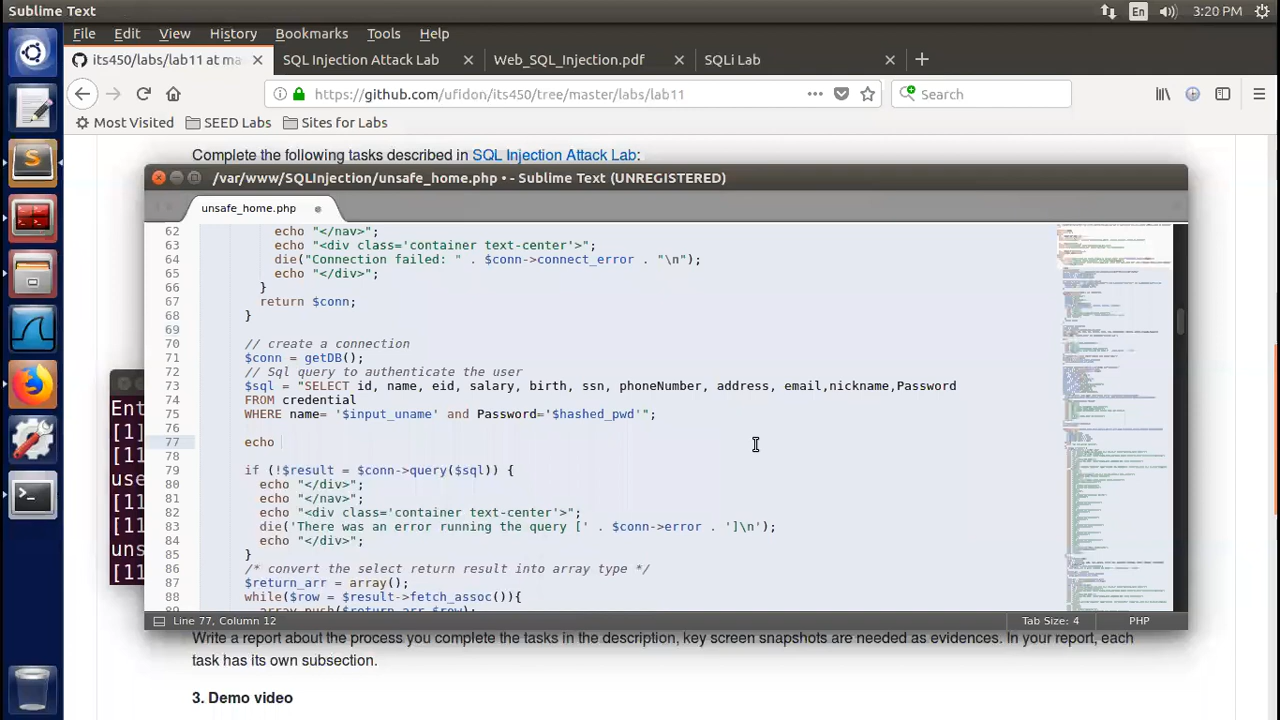 Sublime Text
En
3:20 PM
File Edit View History Bookmarks Tools Help
its450/labs/lab11 at ma
SQL Injection Attack Lab
Web_SQL_Injection.pdf
SQLi Lab
https://github.com/ufidon/its450/tree/master/labs/lab11
Search
Most Visited SEED Labs Sites for Labs
Complete the following tasks described in SQL Injection Attack Lab:
/var/www/SQLInjection/unsafe_home.php • - Sublime Text (UNREGISTERED)
unsafe_home.php
62 echo "</nav>";
63 echo "<div class='container text-center'>";
64 die("Connection failed: " . $conn->connect_error . "\n");
65 echo "</div>";
66 }
67 return $conn;
68 }
69
70 // create a connection
71 $conn = getDB();
72 // Sql query to authenticate user
73 $sql = "SELECT id, name, eid, salary, birth, ssn, phoneNumber, address, email,nickname,Password
74 FROM credential
75 WHERE name= '$input_uname' and Password='$hashed_pwd'";
76
77 echo
78
79 if (!$result = $conn->query($sql)) {
80 echo "</div>";
81 echo "</nav>";
82 echo "<div class='container text-center'>";
83 die('There was an error running the query [' . $conn->error . ']\n');
84 echo "</div>";
85 }
86 /* convert the select return result into array type */
87 $return_arr = array();
88 while($row = $result->fetch_assoc()){
Line 77, Column 12
Tab Size: 4
PHP
Ent
[1]
[11
use
[11
[11
uns
[11
Write a report about the process to complete the tasks in the description, key screen snapshots are needed as evidences. In your report, each
task has its own subsection.
3. Demo video